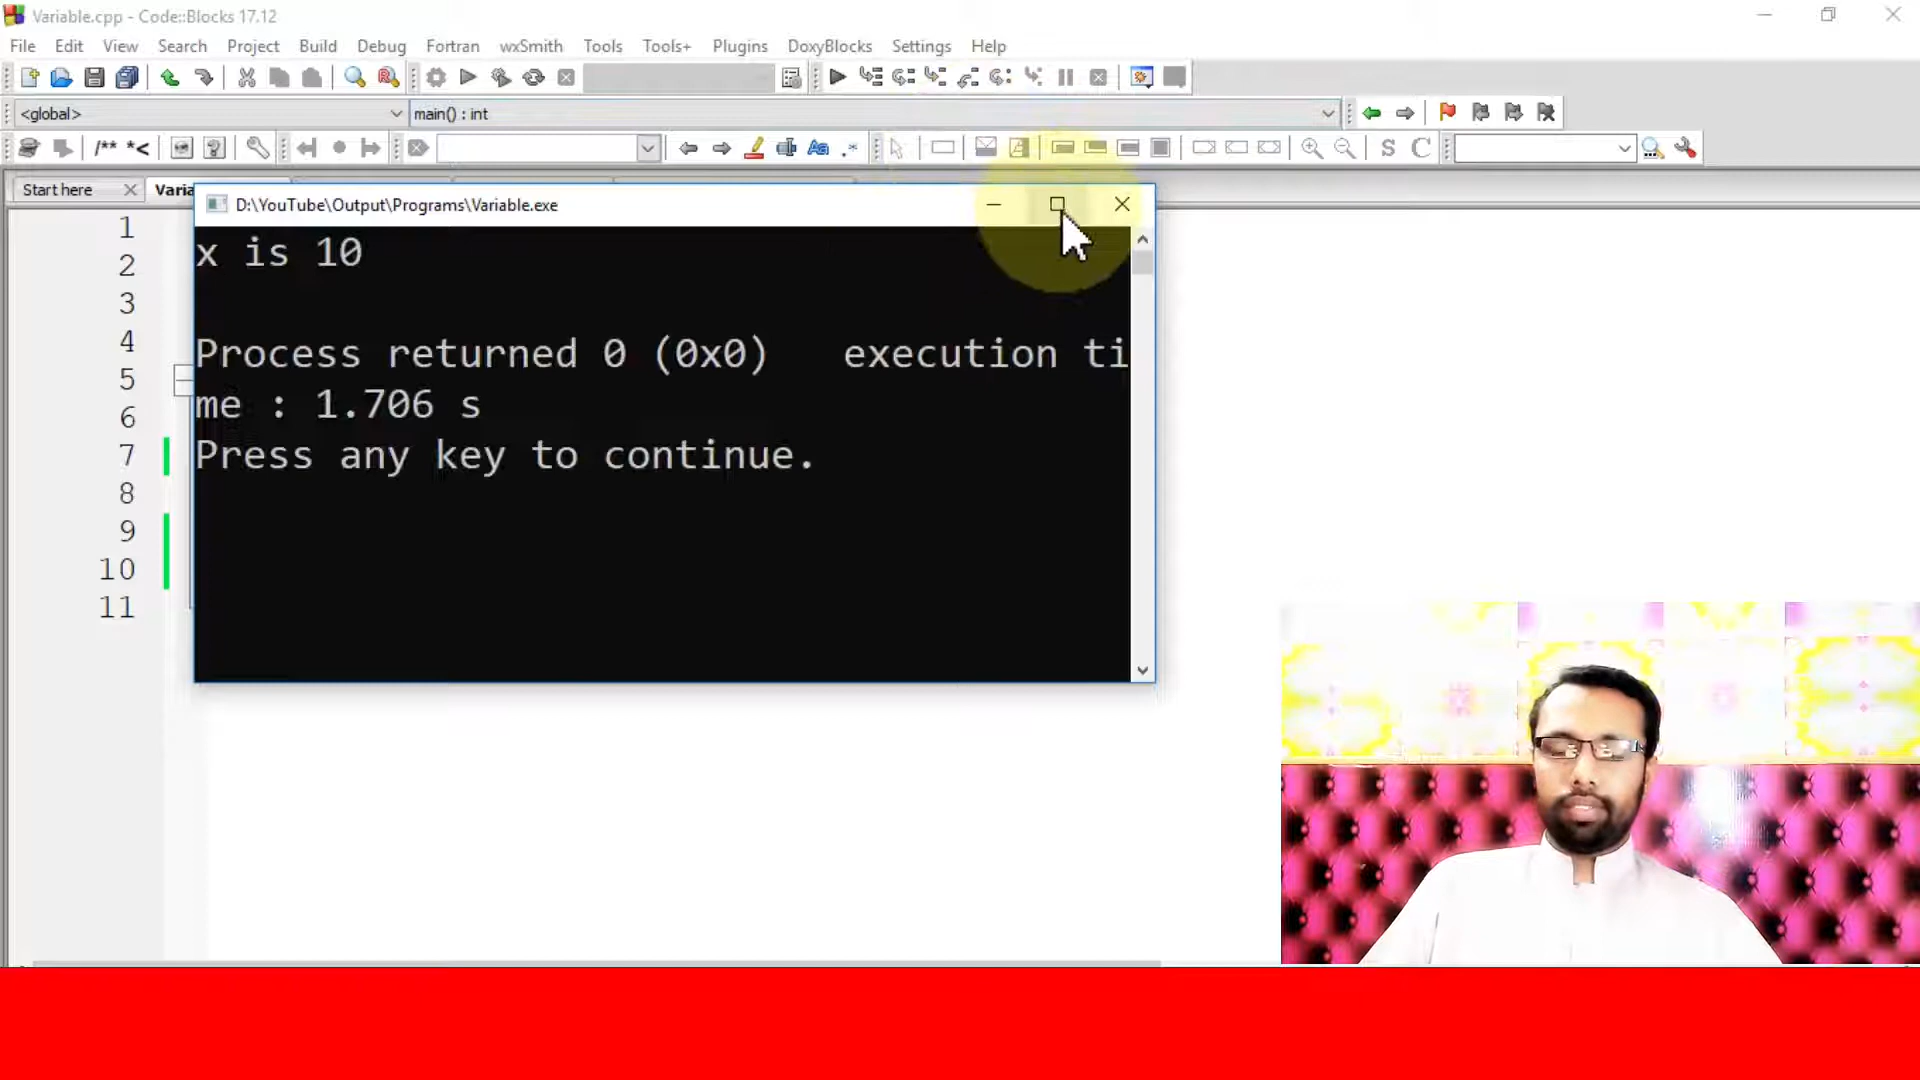 Variable.cpp - Code::Blocks 17.12
File Edit View Search Project Build Debug Fortran wxSmith Tools Tools+ Plugins DoxyBlocks Settings Help
<global> main() : int
/** *<
S C
Start here Varia
D:\YouTube\Output\Programs\Variable.exe
1
2
3
4
5
6
7
8
9
10
11
x is 10
Process returned 0 (0x0) execution ti
me : 1.706 s
Press any key to continue.